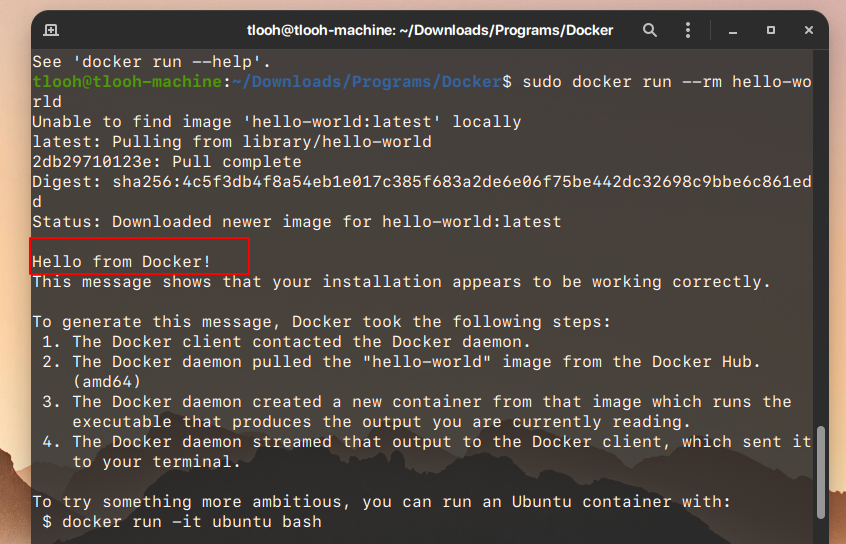 tlooh@tlooh-machine: ~/Downloads/Programs/Docker
See 'docker run --help'.
tlooh@tlooh-machine:~/Downloads/Programs/Docker$ sudo docker run --rm hello-wo
rld
Unable to find image 'hello-world:latest' locally
latest: Pulling from library/hello-world
2db29710123e: Pull complete
Digest: sha256:4c5f3db4f8a54eb1e017c385f683a2de6e06f75be442dc32698c9bbe6c861ed
d
Status: Downloaded newer image for hello-world:latest
Hello from Docker!
This message shows that your installation appears to be working correctly.
To generate this message, Docker took the following steps:
1. The Docker client contacted the Docker daemon.
2. The Docker daemon pulled the "hello-world" image from the Docker Hub.
(amd64)
3. The Docker daemon created a new container from that image which runs the
executable that produces the output you are currently reading.
4. The Docker daemon streamed that output to the Docker client, which sent it
to your terminal.
To try something more ambitious, you can run an Ubuntu container with:
$ docker run -it ubuntu bash